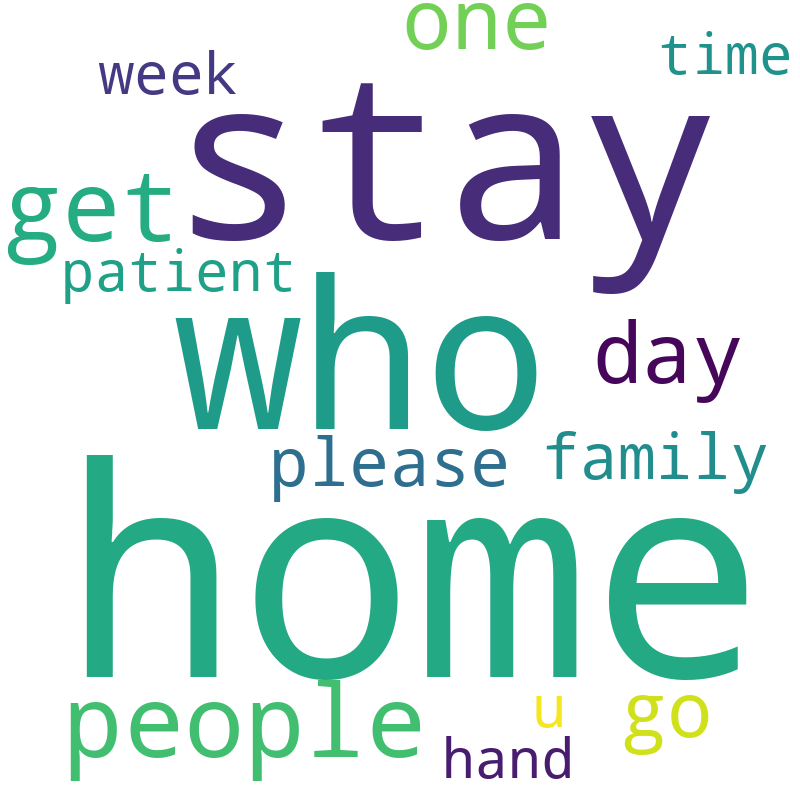 one
time
week
stay
get
patient
who
day
please
family
home
people
u
go
hand